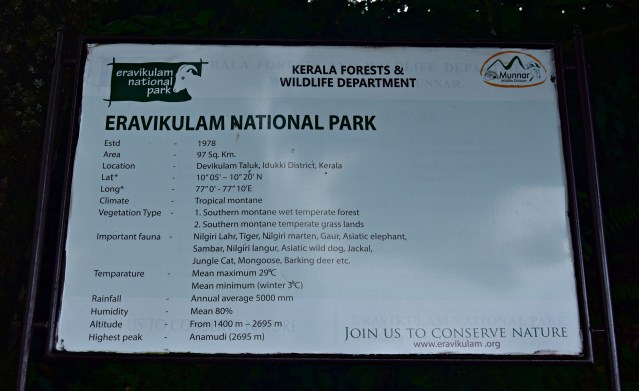 eravikulam
national
park
KERALA FORESTS &
WILDLIFE DEPARTMENT
Munnar
Wildlife Division
ERAVIKULAM NATIONAL PARK
Estd - 1978
Area - 97 Sq. Km.
Location - Devikulam Taluk, Idukki District, Kerala
Lat* - 10° 05' – 10° 20' N
Long* - 77° 0' - 77° 10'E
Climate - Tropical montane
Vegetation Type - 1. Southern montane wet temperate forest
2. Southern montane temperate grass lands
Important fauna - Nilgiri Lahr, Tiger, Nilgiri marten, Gaur, Asiatic elephant,
Sambar, Nilgiri langur, Asiatic wild dog, Jackal,
Jungle Cat, Mongoose, Barking deer etc.
Temparature - Mean maximum 29°C
Mean minimum (winter 3°C)
Rainfall - Annual average 5000 mm
Humidity - Mean 80%
Altitude - From 1400 m – 2695 m
Highest peak - Anamudi (2695 m)
JOIN US TO CONSERVE NATURE
www.eravikulam .org